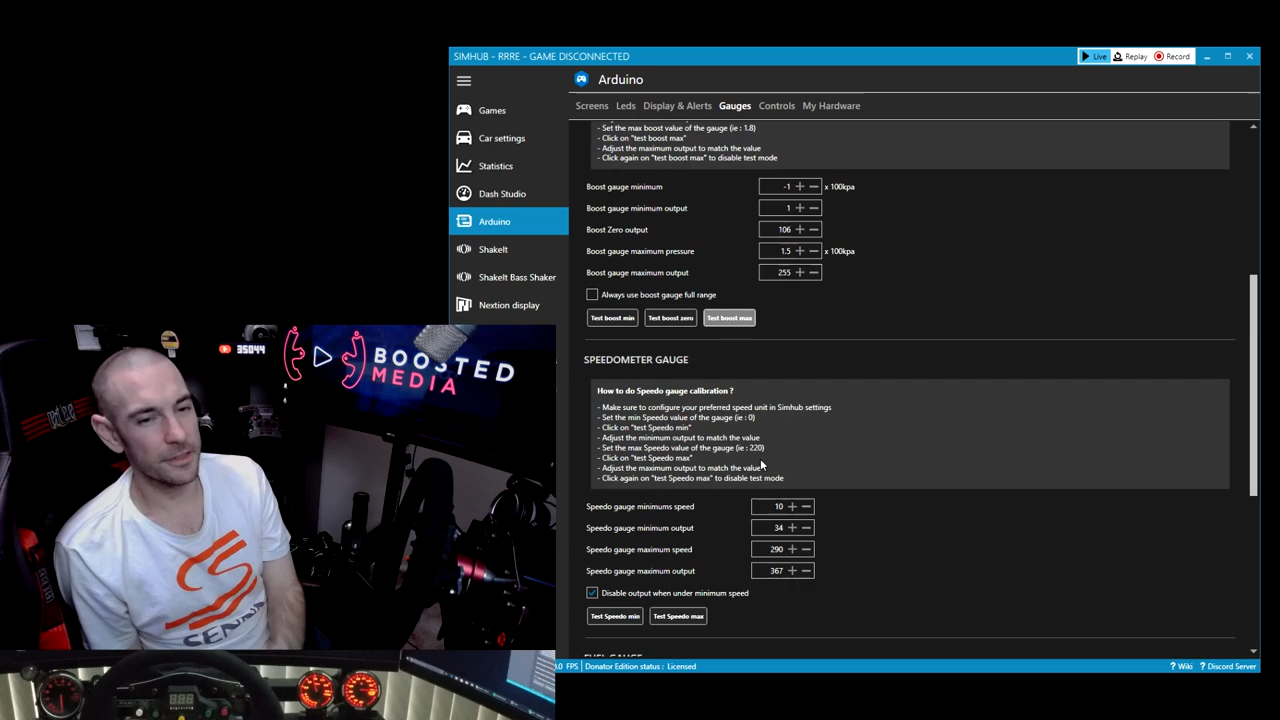 SIMHUB - RRRE - GAME DISCONNECTED
Live
Replay
Record
Arduino
Screens
Leds
Display & Alerts
Gauges
Controls
My Hardware
Games
Car settings
Statistics
Dash Studio
Arduino
ShakeIt
ShakeIt Bass Shaker
Nextion display
- Set the max boost value of the gauge (ie : 1.8)
- Click on "test boost max"
- Adjust the maximum output to match the value
- Click again on "test boost max" to disable test mode
Boost gauge minimum -1 x 100kpa
Boost gauge minimum output 1
Boost Zero output 106
Boost gauge maximum pressure 1.5 x 100kpa
Boost gauge maximum output 255
Always use boost gauge full range
Test boost min
Test boost zero
Test boost max
SPEEDOMETER GAUGE
How to do Speedo gauge calibration ?
- Make sure to configure your preferred speed unit in Simhub settings
- Set the min Speedo value of the gauge (ie : 0)
- Click on "test Speedo min"
- Adjust the minimum output to match the value
- Set the max Speedo value of the gauge (ie : 220)
- Click on "test Speedo max"
- Adjust the maximum output to match the value
- Click again on "test Speedo max" to disable test mode
Speedo gauge minimums speed 10
Speedo gauge minimum output 34
Speedo gauge maximum speed 290
Speedo gauge maximum output 367
Disable output when under minimum speed
Test Speedo min
Test Speedo max
FUEL GAUGE
.0 FPS
Donator Edition status : Licensed
? Wiki
? Discord Server
35044
BOOSTED
MEDIA
SENNA